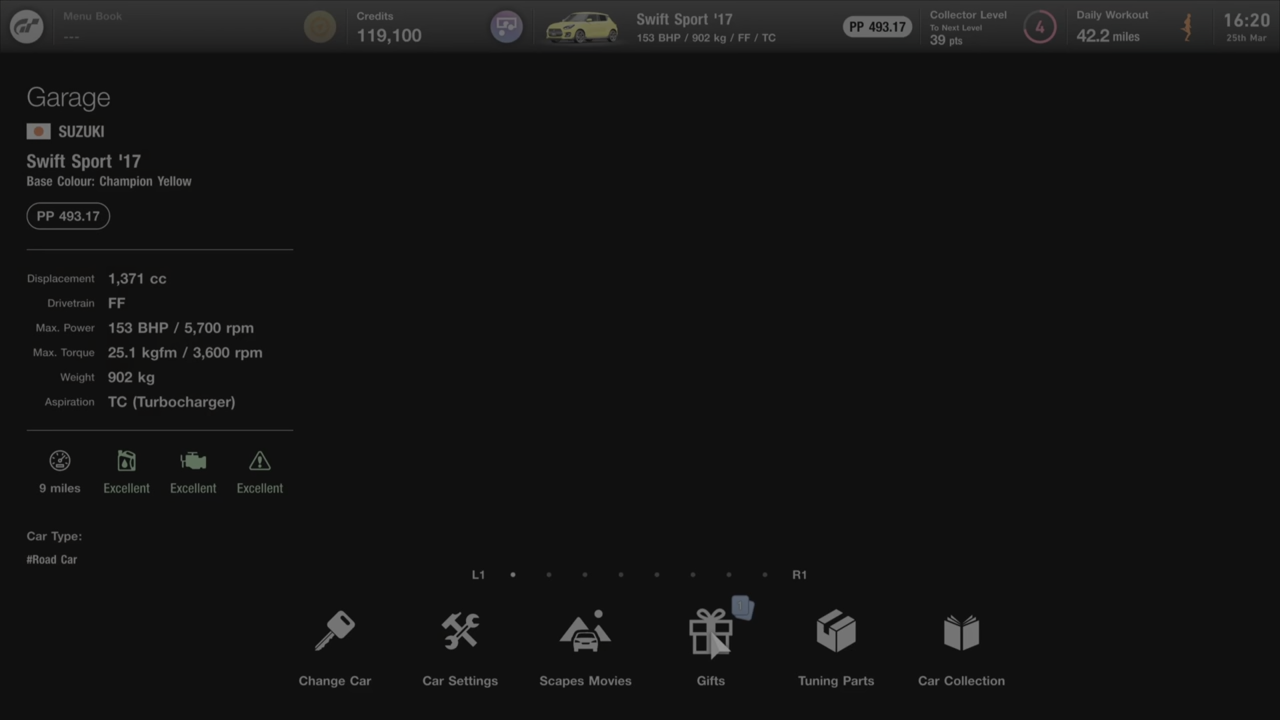 Menu Book
---
Credits
119,100
Swift Sport '17
153 BHP / 902 kg / FF / TC
PP 493.17
Collector Level
To Next Level
39 pts
4
Daily Workout
42.2 miles
16:20
25th Mar
Garage
SUZUKI
Swift Sport '17
Base Colour: Champion Yellow
PP 493.17
Displacement 1,371 cc
Drivetrain FF
Max. Power 153 BHP / 5,700 rpm
Max. Torque 25.1 kgfm / 3,600 rpm
Weight 902 kg
Aspiration TC (Turbocharger)
9 miles Excellent Excellent Excellent
Car Type:
#Road Car
L1 R1
Change Car Car Settings Scapes Movies Gifts Tuning Parts Car Collection